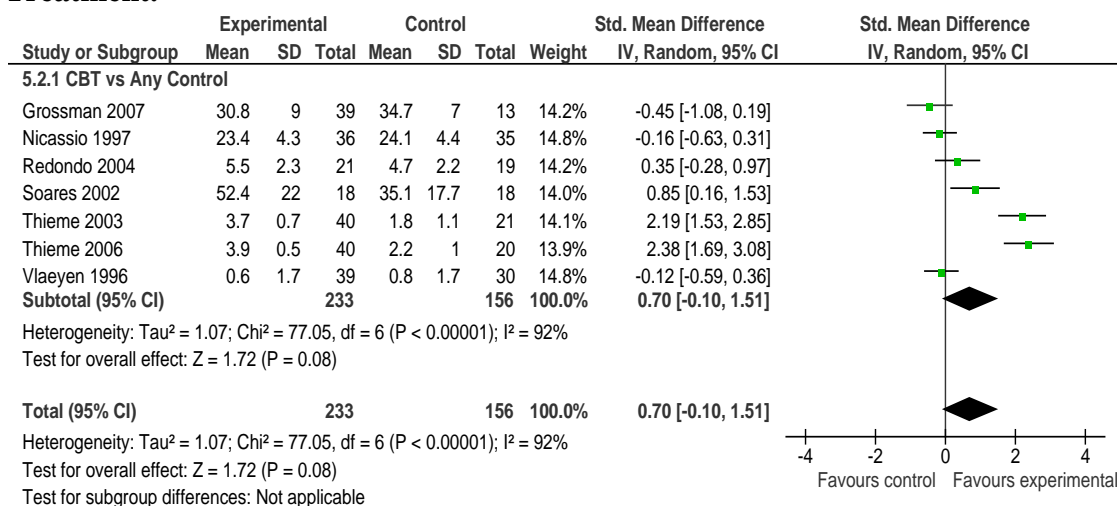 Experimental Control Std. Mean Difference Std. Mean Difference
Study or Subgroup Mean SD Total Mean SD Total Weight IV, Random, 95% CI IV, Random, 95% CI
5.2.1 CBT vs Any Control
Grossman 2007 30.8 9 39 34.7 7 13 14.2% -0.45 [-1.08, 0.19]
Nicassio 1997 23.4 4.3 36 24.1 4.4 35 14.8% -0.16 [-0.63, 0.31]
Redondo 2004 5.5 2.3 21 4.7 2.2 19 14.2% 0.35 [-0.28, 0.97]
Soares 2002 52.4 22 18 35.1 17.7 18 14.0% 0.85 [0.16, 1.53]
Thieme 2003 3.7 0.7 40 1.8 1.1 21 14.1% 2.19 [1.53, 2.85]
Thieme 2006 3.9 0.5 40 2.2 1 20 13.9% 2.38 [1.69, 3.08]
Vlaeyen 1996 0.6 1.7 39 0.8 1.7 30 14.8% -0.12 [-0.59, 0.36]
Subtotal (95% CI) 233 156 100.0% 0.70 [-0.10, 1.51]
Heterogeneity: Tau² = 1.07; Chi² = 77.05, df = 6 (P < 0.00001); I² = 92%
Test for overall effect: Z = 1.72 (P = 0.08)
Total (95% CI) 233 156 100.0% 0.70 [-0.10, 1.51]
Heterogeneity: Tau² = 1.07; Chi² = 77.05, df = 6 (P < 0.00001); I² = 92%
Test for overall effect: Z = 1.72 (P = 0.08)
Test for subgroup differences: Not applicable
-4 -2 0 2 4
Favours control Favours experimental